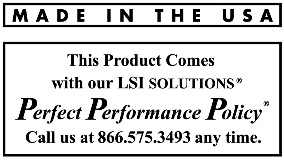 MADE IN THE USA
This Product Comes
with our LSI SOLUTIONS®
Perfect Performance Policy®
Call us at 866.575.3493 any time.